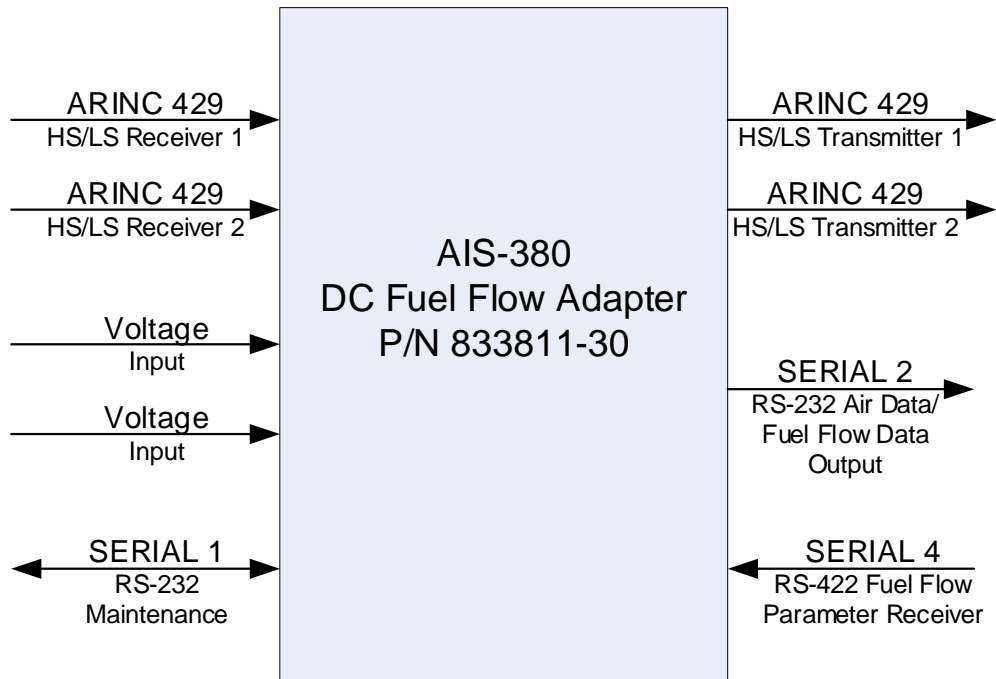 ARINC 429
HS/LS Receiver 1
ARINC 429
HS/LS Receiver 2
Voltage
Input
Voltage
Input
SERIAL 1
RS-232
Maintenance
AIS-380
DC Fuel Flow Adapter
P/N 833811-30
ARINC 429
HS/LS Transmitter 1
ARINC 429
HS/LS Transmitter 2
SERIAL 2
RS-232 Air Data/
Fuel Flow Data
Output
SERIAL 4
RS-422 Fuel Flow
Parameter Receiver